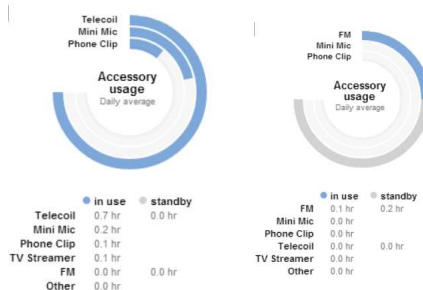 Telecoil
Mini Mic
Phone Clip
Accessory
usage
Daily average
in use standby
Telecoil 0.7 hr 0.0 hr
Mini Mic 0.2 hr
Phone Clip 0.1 hr
TV Streamer 0.1 hr
FM 0.0 hr 0.0 hr
Other 0.0 hr
FM
Mini Mic
Phone Clip
Accessory
usage
Daily average
in use standby
FM 0.1 hr 0.2 hr
Mini Mic 0.0 hr
Phone Clip 0.0 hr
Telecoil 0.0 hr 0.0 hr
TV Streamer 0.0 hr
Other 0.0 hr